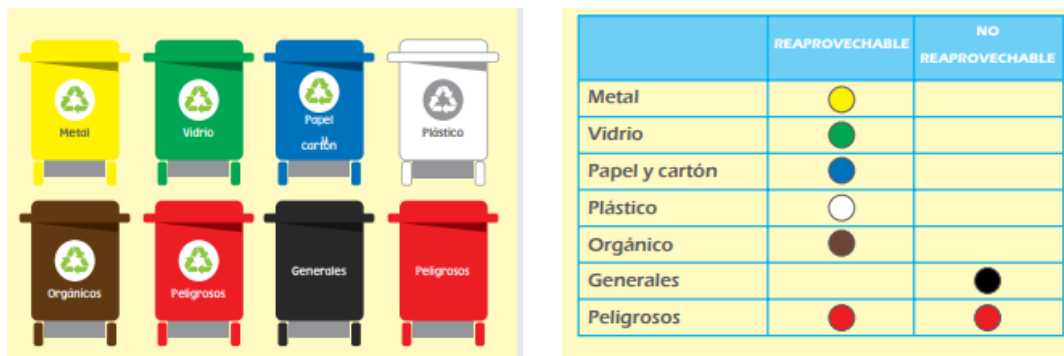 Metal
Vidrio
Papel
cartón
Plástico
Orgánicos
Peligrosos
Generales
Peligrosos
REAPROVECHABLE
NO
REAPROVECHABLE
Metal
Vidrio
Papel y cartón
Plástico
Orgánico
Generales
Peligrosos